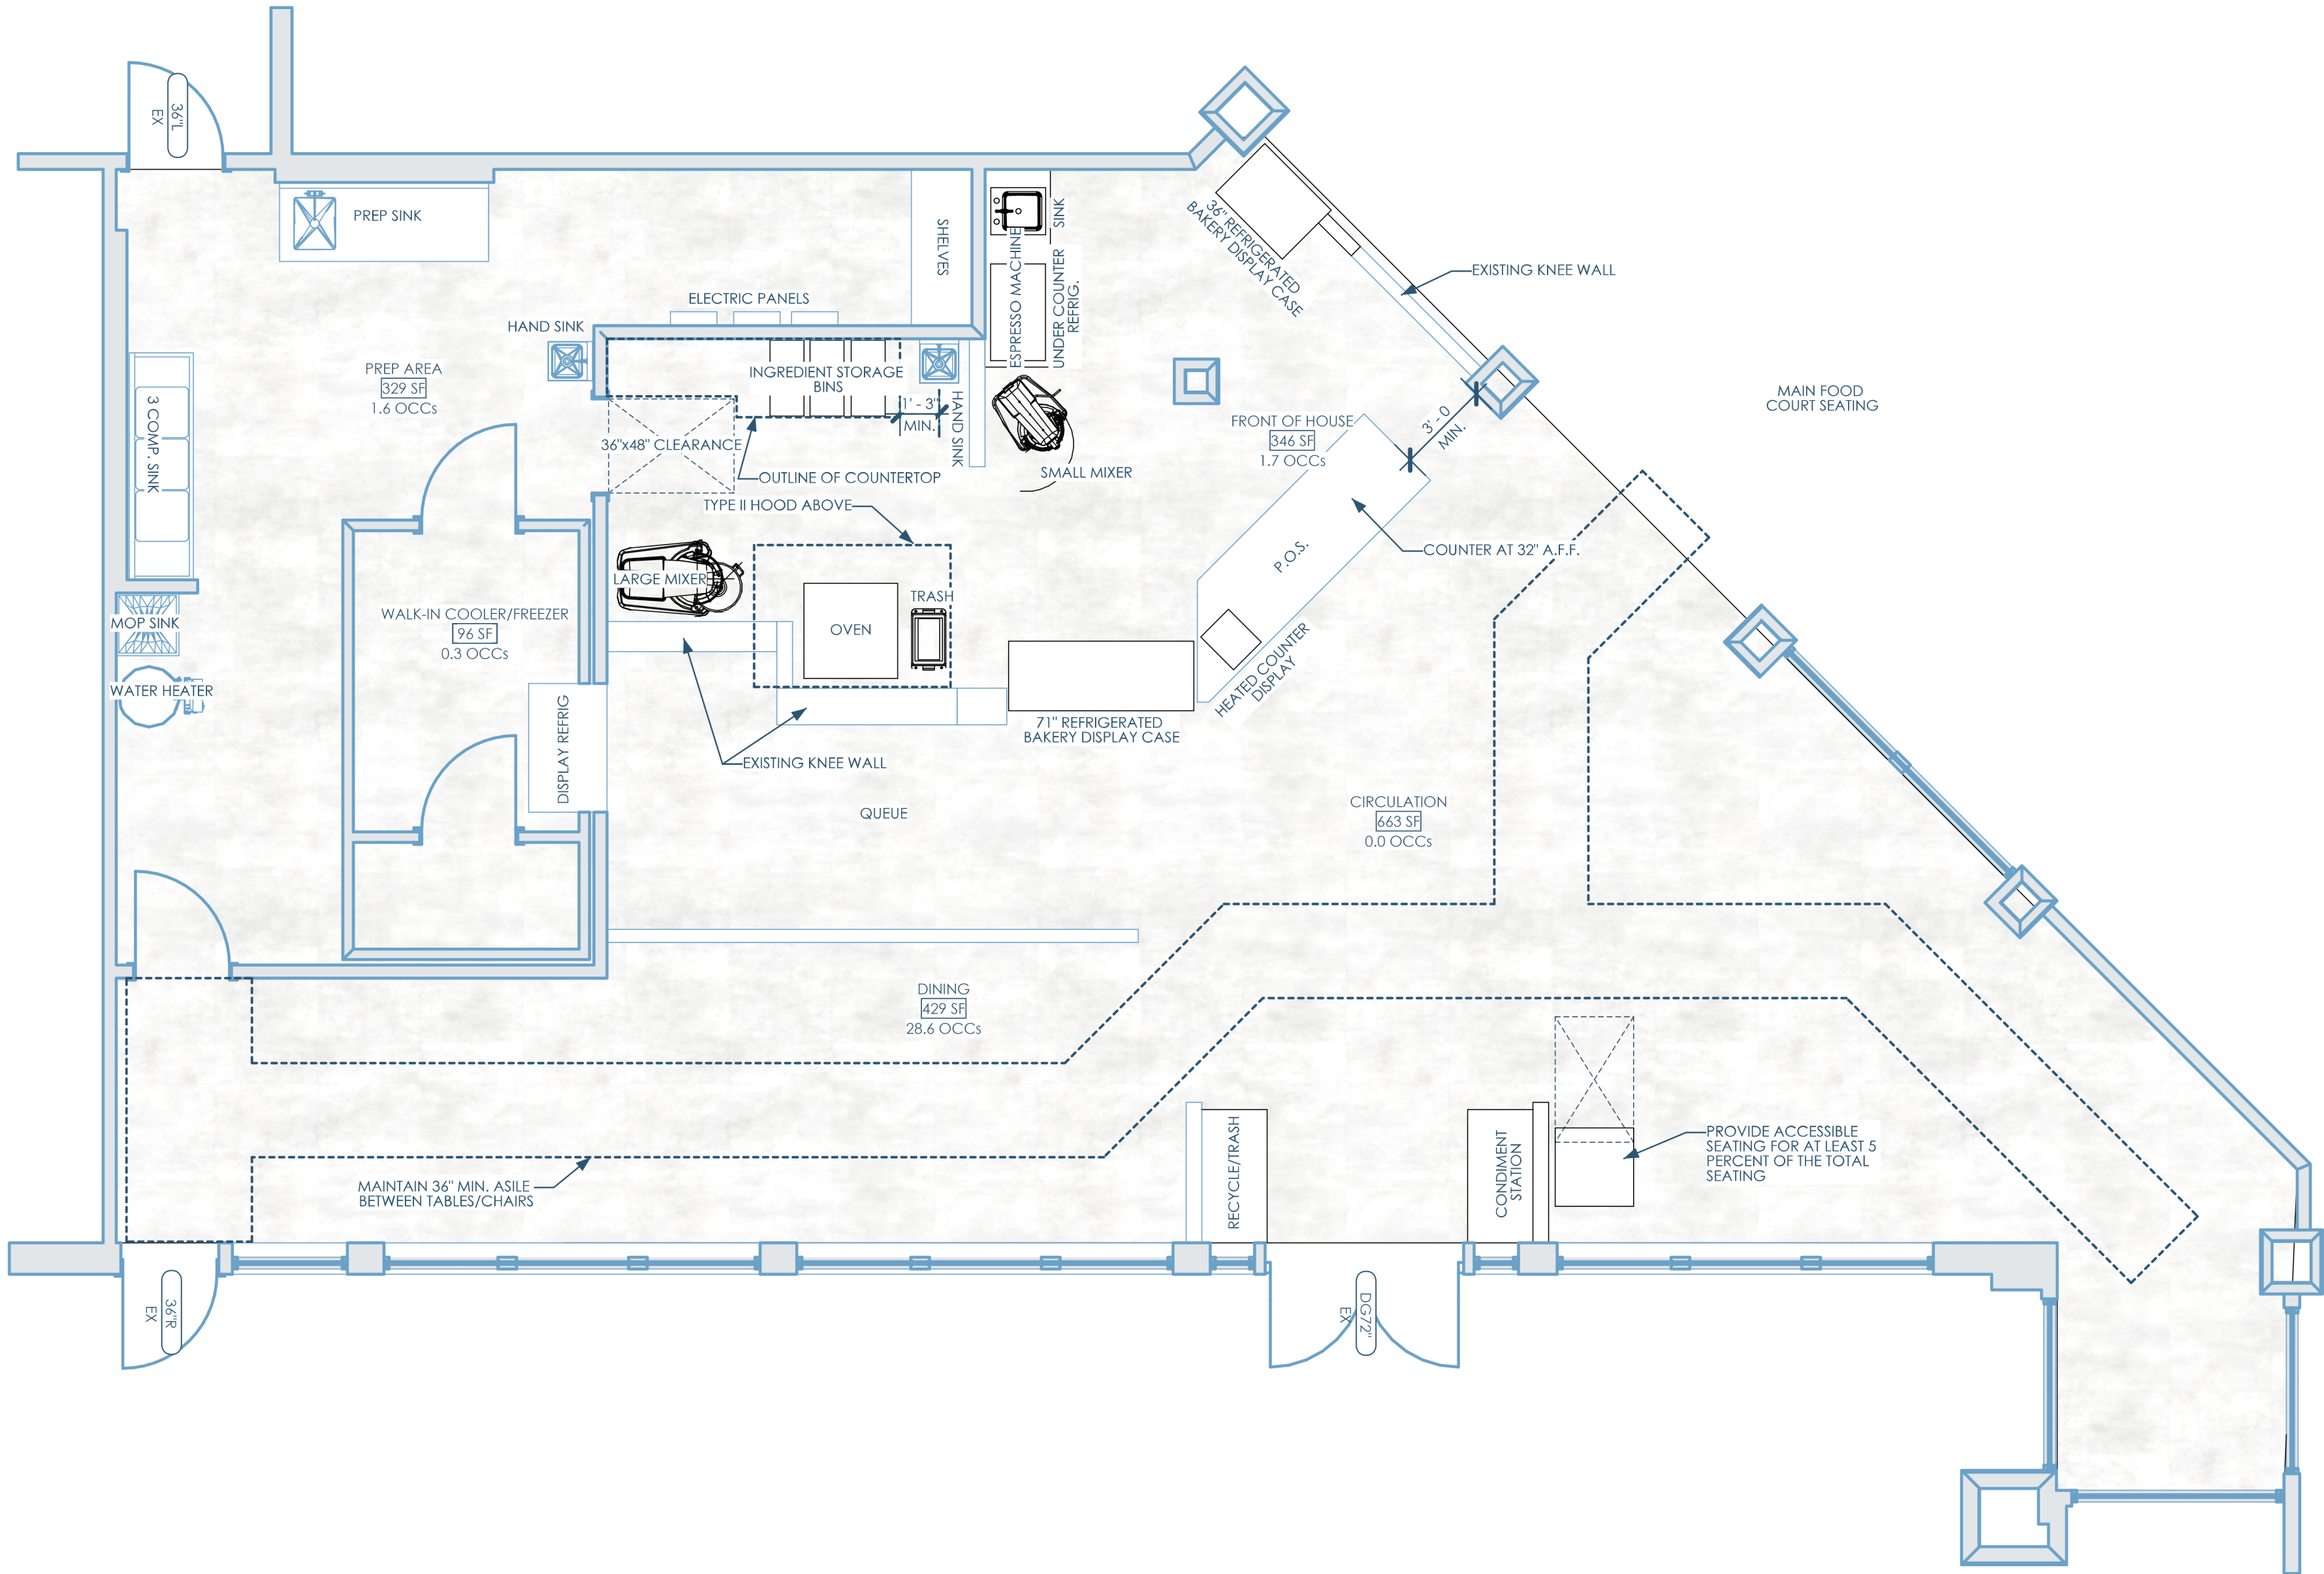 36"L
EX
PREP SINK
SHELVES
SINK
ESPRESSO MACHINE
UNDER COUNTER
REFRIG.
36" REFRIGERATED
BAKERY DISPLAY CASE
EXISTING KNEE WALL
ELECTRIC PANELS
HAND SINK
PREP AREA
329 SF
1.6 OCCs
INGREDIENT STORAGE
BINS
1' - 3"
MIN.
HAND SINK
3 COMP. SINK
36"x48" CLEARANCE
OUTLINE OF COUNTERTOP
SMALL MIXER
FRONT OF HOUSE
346 SF
1.7 OCCs
3' - 0
MIN.
MAIN FOOD
COURT SEATING
TYPE II HOOD ABOVE
COUNTER AT 32" A.F.F.
P.O.S.
LARGE MIXER
TRASH
OVEN
MOP SINK
WALK-IN COOLER/FREEZER
96 SF
0.3 OCCs
WATER HEATER
DISPLAY REFRIG
HEATED COUNTER
DISPLAY
71" REFRIGERATED
BAKERY DISPLAY CASE
EXISTING KNEE WALL
QUEUE
CIRCULATION
663 SF
0.0 OCCs
DINING
429 SF
28.6 OCCs
MAINTAIN 36" MIN. ASILE
BETWEEN TABLES/CHAIRS
RECYCLE/TRASH
CONDIMENT
STATION
PROVIDE ACCESSIBLE
SEATING FOR AT LEAST 5
PERCENT OF THE TOTAL
SEATING
36"R
EX
DG72"
EX